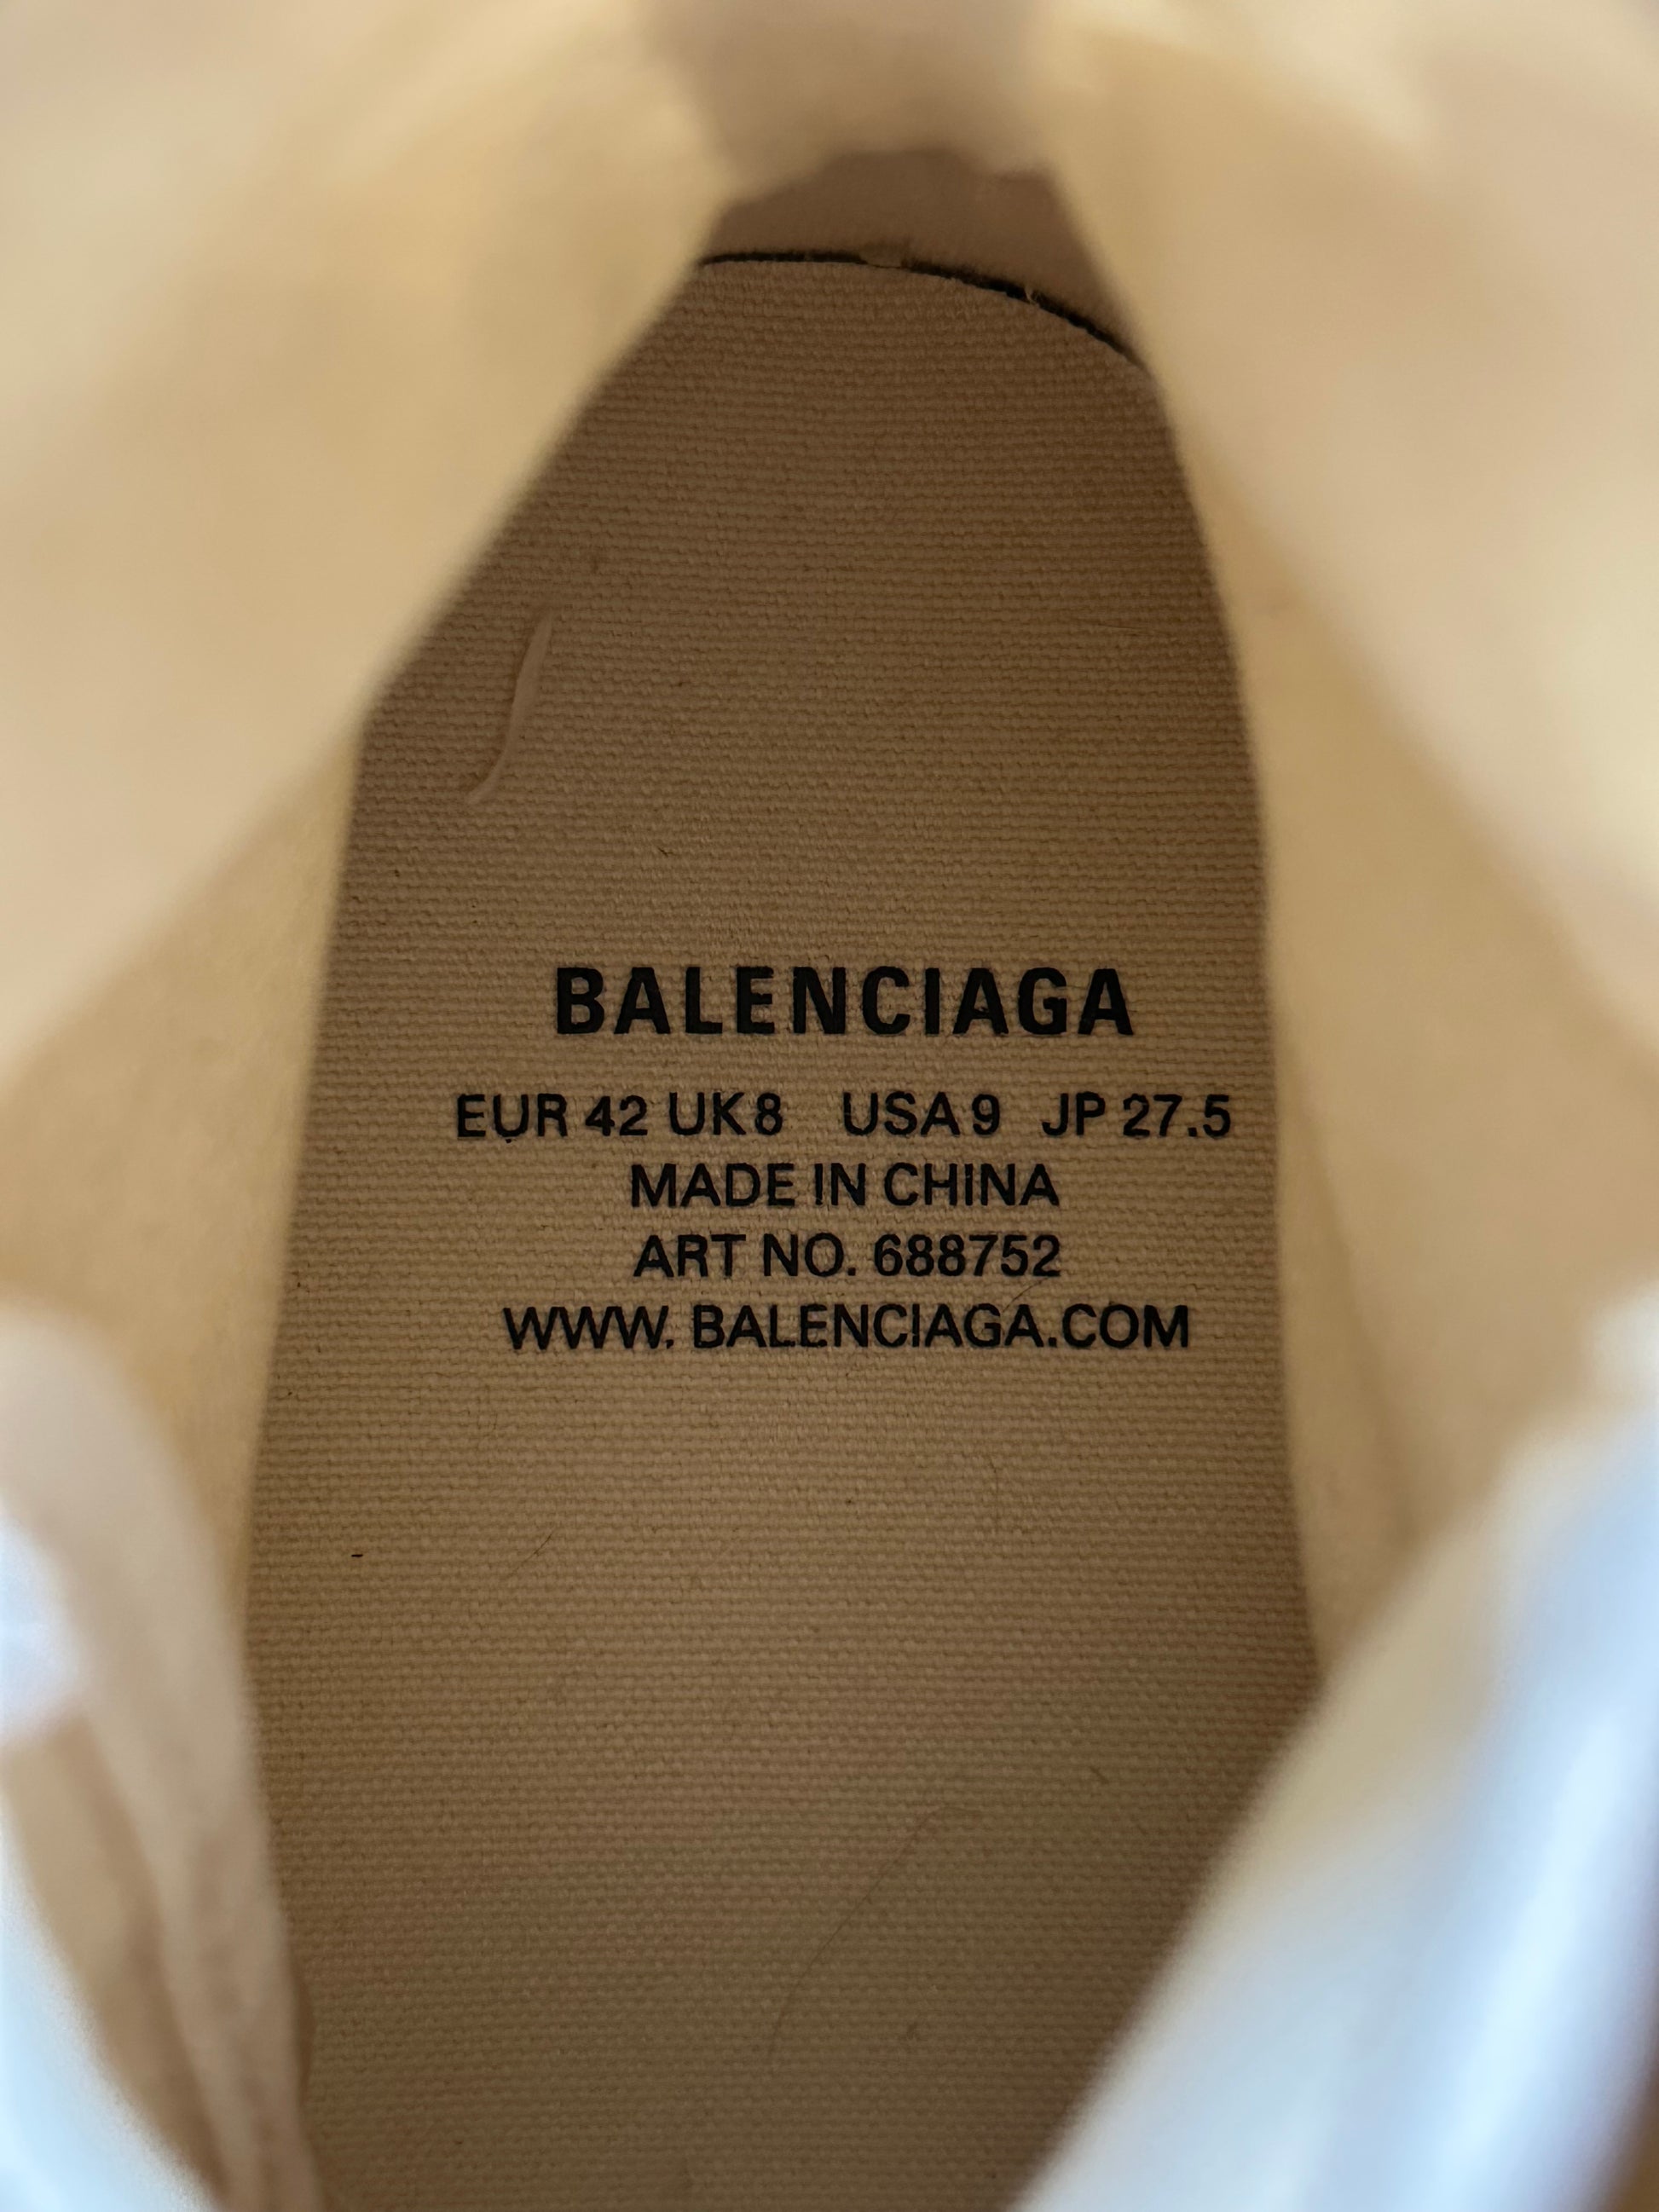 BALENCIAGA
EUR 42 UK 8 USA 9 JP 27.5
MADE IN CHINA
ART NO. 688752
WWW. BALENCIAGA.COM